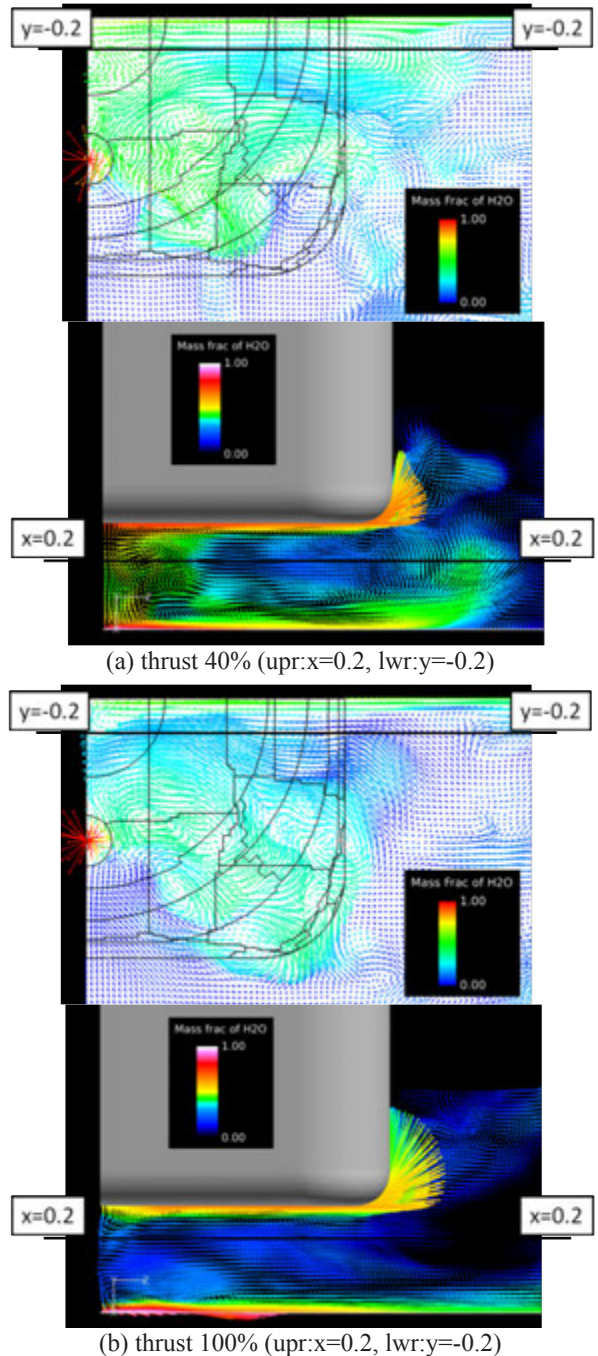 y=-0.2 y=-0.2
Mass Frac of H2O
1.00
0.00
Mass frac of H2O
1.00
0.00
x=0.2 x=0.2
(a) thrust 40% (upr:x=0.2, lwr:y=-0.2)
y=-0.2 y=-0.2
Mass Frac of H2O
1.00
0.00
Mass frac of H2O
1.00
0.00
x=0.2 x=0.2
(b) thrust 100% (upr:x=0.2, lwr:y=-0.2)